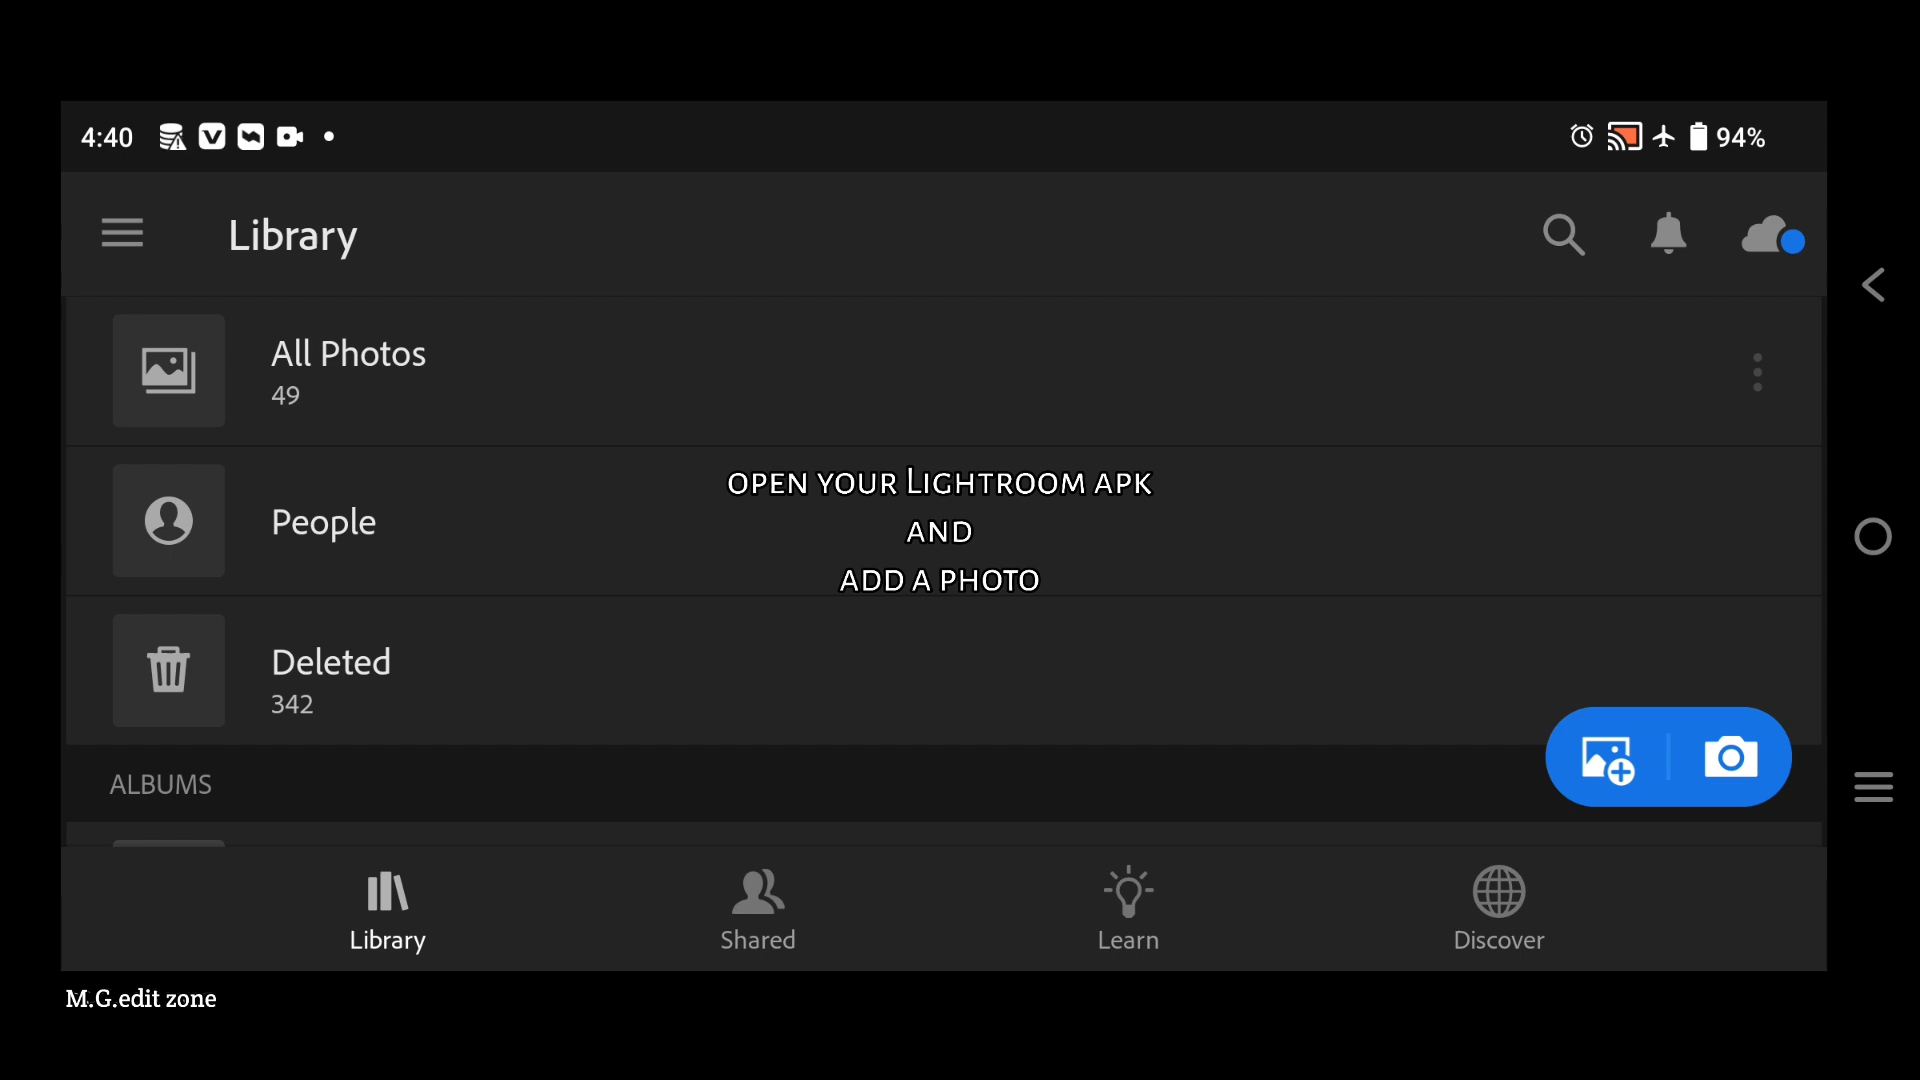 4:40
94%
Library
All Photos
49
People
OPEN YOUR LIGHTROOM APK
AND
ADD A PHOTO
Deleted
342
ALBUMS
Library
Shared
Learn
Discover
M.G.edit zone